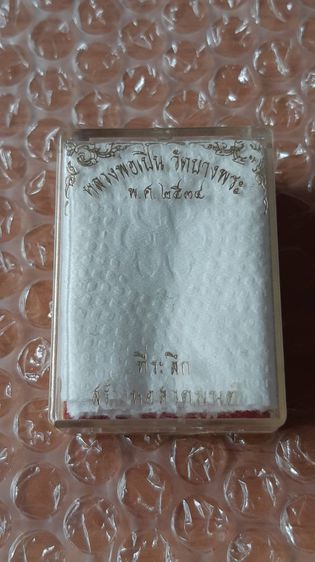 หลวงพ่อเปิ่น วัดบางพระ
พ.ศ.๒๕๓๔
ที่ระลึก